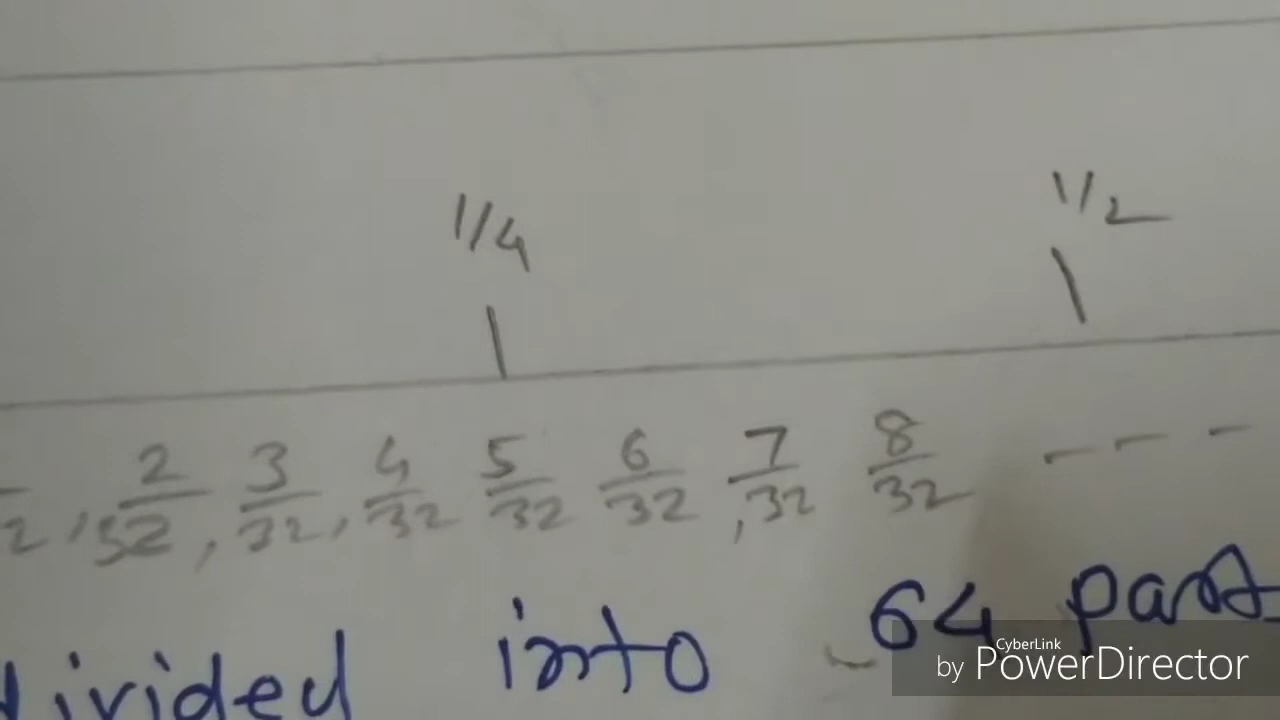 1/4 1/2
2/32, 3/32, 4/32 5/32 6/32, 7/32 8/32 - - -
divided into 64 parts
CyberLink
by PowerDirector